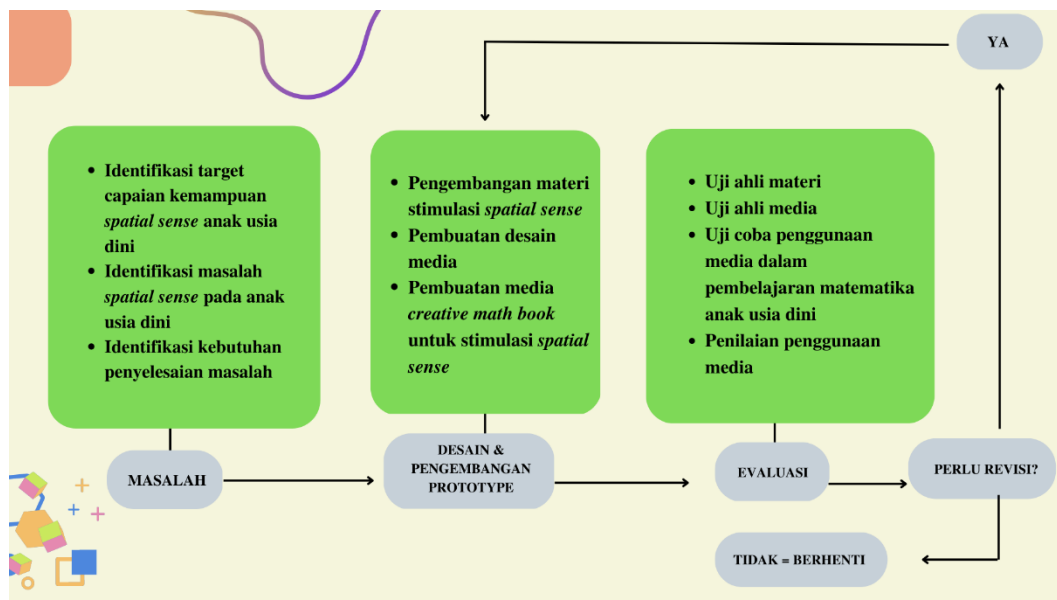 YA
• Identifikasi target
capaian kemampuan
spatial sense anak usia
dini
• Identifikasi masalah
spatial sense pada anak
usia dini
• Identifikasi kebutuhan
penyelesaian masalah
• Pengembangan materi
stimulasi spatial sense
• Pembuatan desain
media
• Pembuatan media
creative math book
untuk stimulasi spatial
sense
• Uji ahli materi
• Uji ahli media
• Uji coba penggunaan
media dalam
pembelajaran matematika
anak usia dini
• Penilaian penggunaan
media
MASALAH
DESAIN &
PENGEMBANGAN
PROTOTYPE
EVALUASI
PERLU REVISI?
TIDAK = BERHENTI